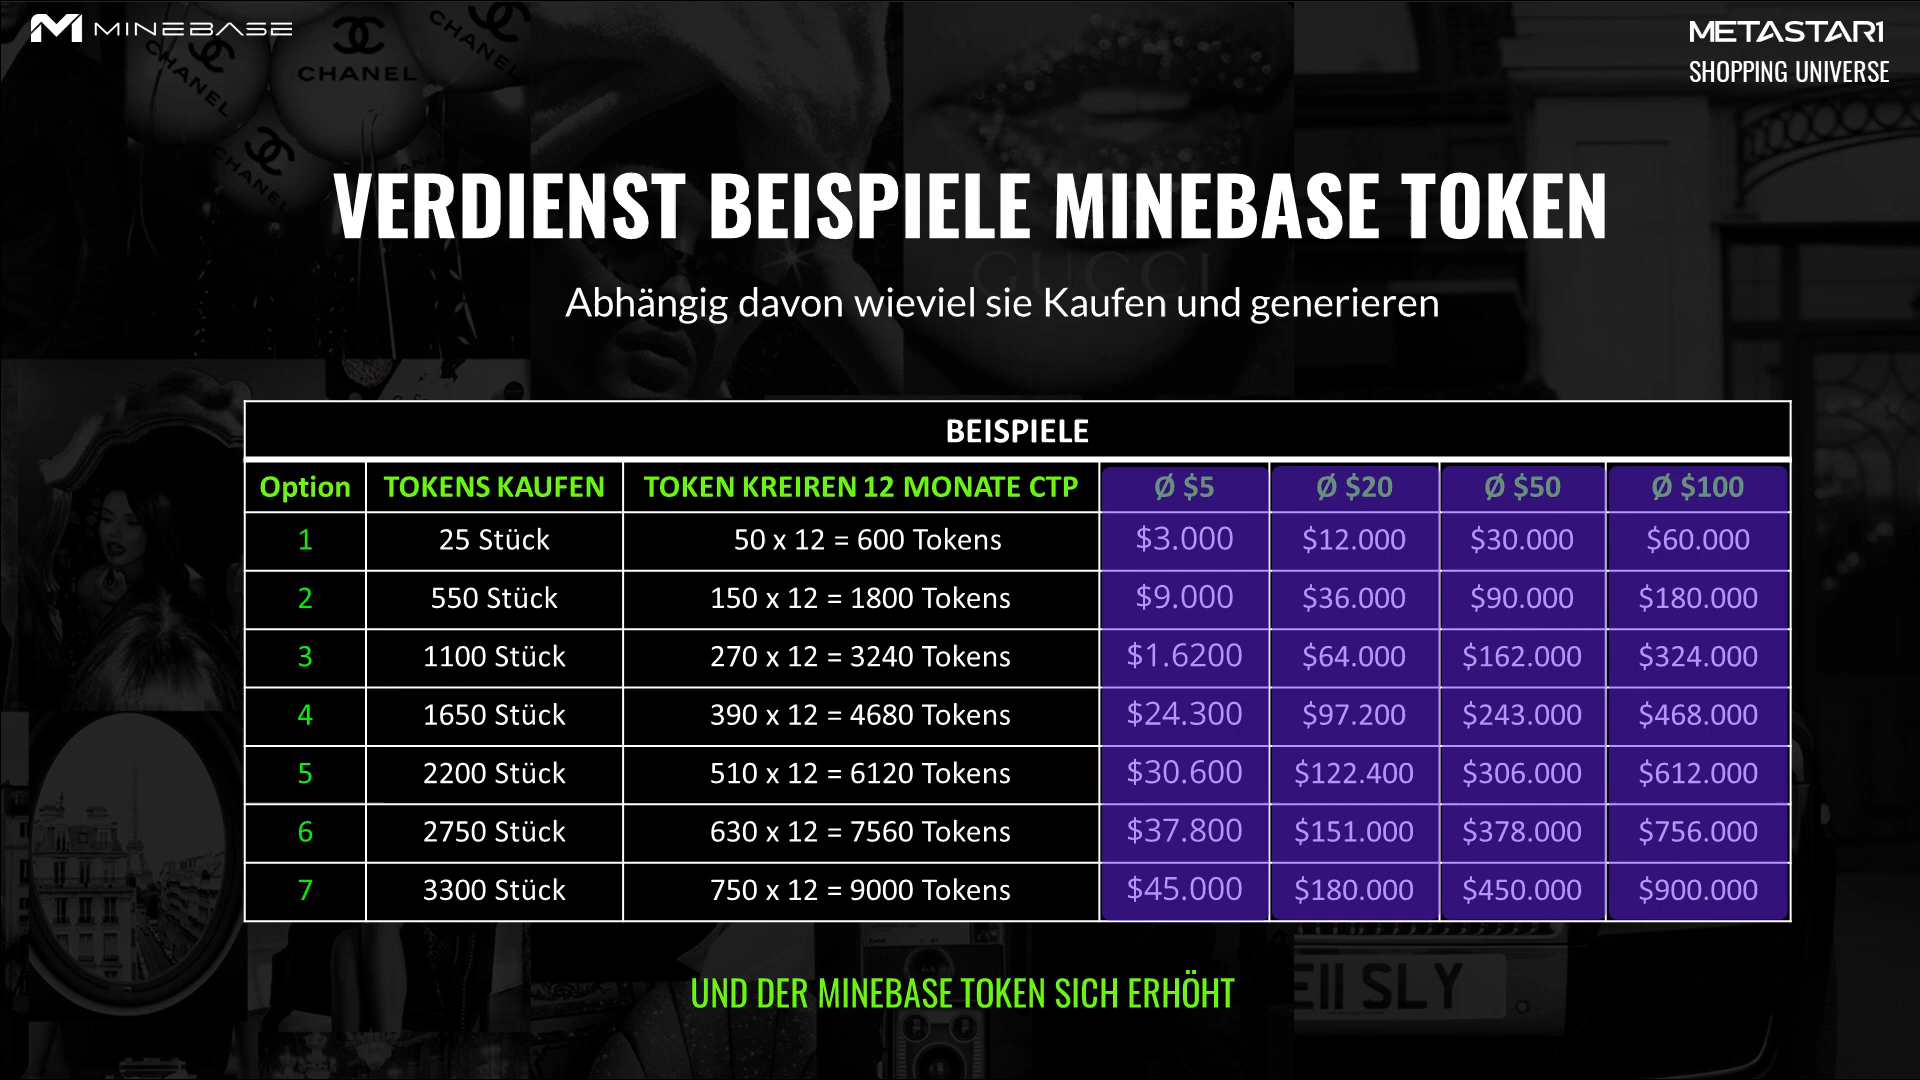 MINEBASE
METASTAR1
SHOPPING UNIVERSE
CHANEL
CHANEL
CHANEL
CHANEL
VERDIENST BEISPIELE MINEBASE TOKEN
GUCCI
Abhängig davon wieviel sie Kaufen und generieren
BEISPIELE
Option TOKENS KAUFEN TOKEN KREIREN 12 MONATE CTP Ø $5 Ø $20 Ø $50 Ø $100
1 25 Stück 50 x 12 = 600 Tokens $3.000 $12.000 $30.000 $60.000
2 550 Stück 150 x 12 = 1800 Tokens $9.000 $36.000 $90.000 $180.000
3 1100 Stück 270 x 12 = 3240 Tokens $1.6200 $64.000 $162.000 $324.000
4 1650 Stück 390 x 12 = 4680 Tokens $24.300 $97.200 $243.000 $468.000
5 2200 Stück 510 x 12 = 6120 Tokens $30.600 $122.400 $306.000 $612.000
6 2750 Stück 630 x 12 = 7560 Tokens $37.800 $151.000 $378.000 $756.000
7 3300 Stück 750 x 12 = 9000 Tokens $45.000 $180.000 $450.000 $900.000
UND DER MINEBASE TOKEN SICH ERHÖHT
SLY